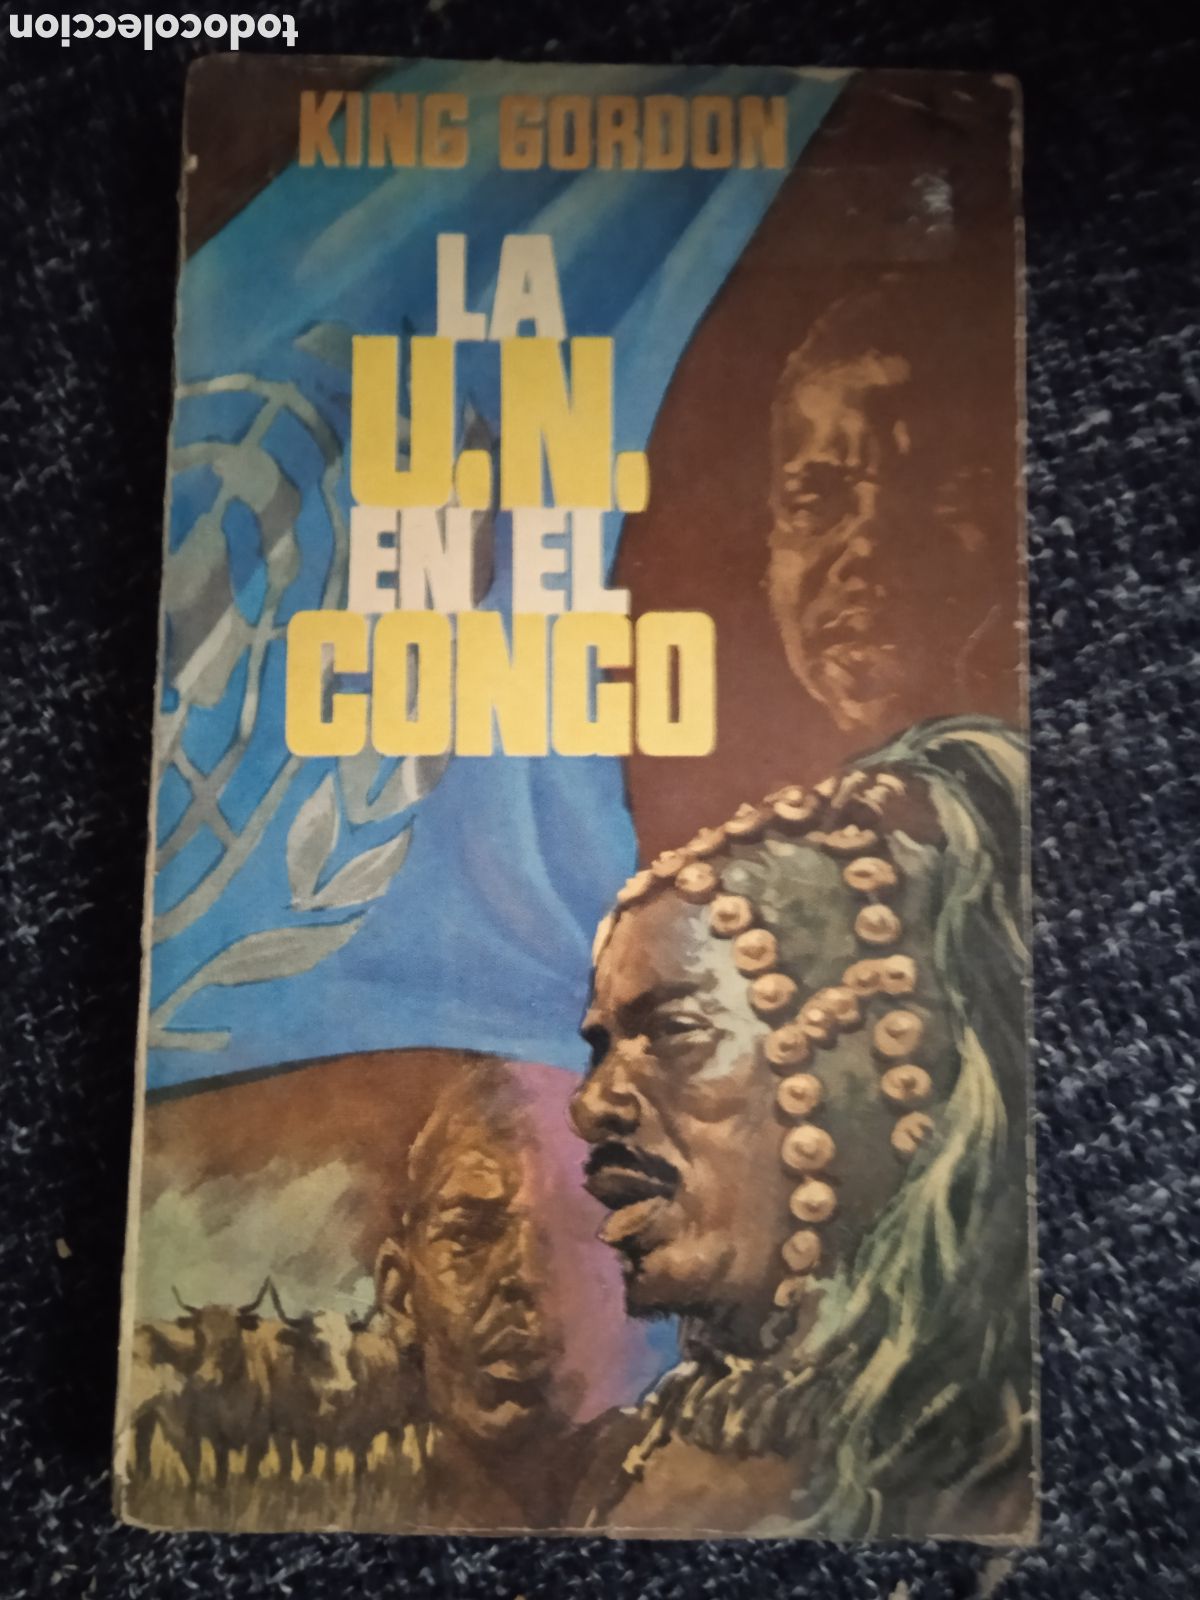 todocoleccion
KING GORDON
LA
U.N.
EN EL
CONGO